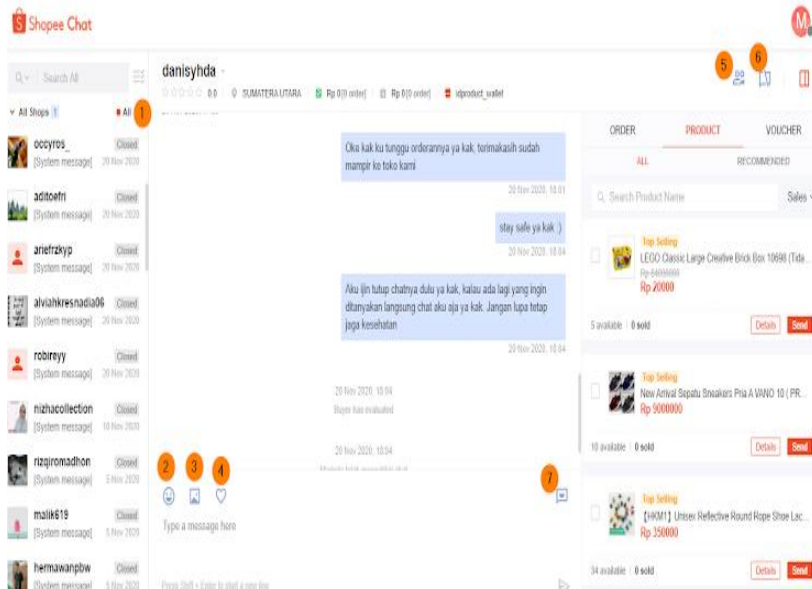 Shopee Chat
M
Search All
All Shops 1
All
1
occyros_
Closed
[System message]
20 Nov 2020
aditoefri
Closed
[System message]
20 Nov 2020
ariefrzkyp
Closed
[System message]
20 Nov 2020
alviahkresnadia06
Closed
[System message]
20 Nov 2020
robireyy
Closed
[System message]
20 Nov 2020
nizhacollection
Closed
[System message]
10 Nov 2020
rizqiromadhon
Closed
[System message]
5 Nov 2020
malik619
Closed
[System message]
5 Nov 2020
hermawanpbw
Closed
[System message]
5 Nov 2020
danisyhda
0.0
SUMATERA UTARA
Rp 0[0 order]
Rp 0[0 order]
idproduct_wallet
5
6
Oke kak ku tunggu orderannya ya kak, terimakasih sudah
mampir ke toko kami
20 Nov 2020, 18:01
stay safe ya kak :)
20 Nov 2020, 18:04
Aku ijin tutup chatnya dulu ya kak, kalau ada lagi yang ingin
ditanyakan langsung chat aku aja ya kak. Jangan lupa tetap
jaga kesehatan
20 Nov 2020, 18:04
20 Nov 2020, 18:04
Buyer has evaluated
20 Nov 2020, 18:04
2
3
4
7
Type a message here
Press Shift + Enter to start a new line
ORDER
PRODUCT
VOUCHER
ALL
RECOMMENDED
Search Product Name
Sales
Top Selling
LEGO Classic Large Creative Brick Box 10698 (Tida...
Rp 20000
5 available
0 sold
Details
Send
Top Selling
New Arrival Sepatu Sneakers Pria A VANO 10 ( PR...
Rp 9000000
10 available
0 sold
Details
Send
Top Selling
【HKM1】Unisex Reflective Round Rope Shoe Lac...
Rp 350000
34 available
0 sold
Details
Send